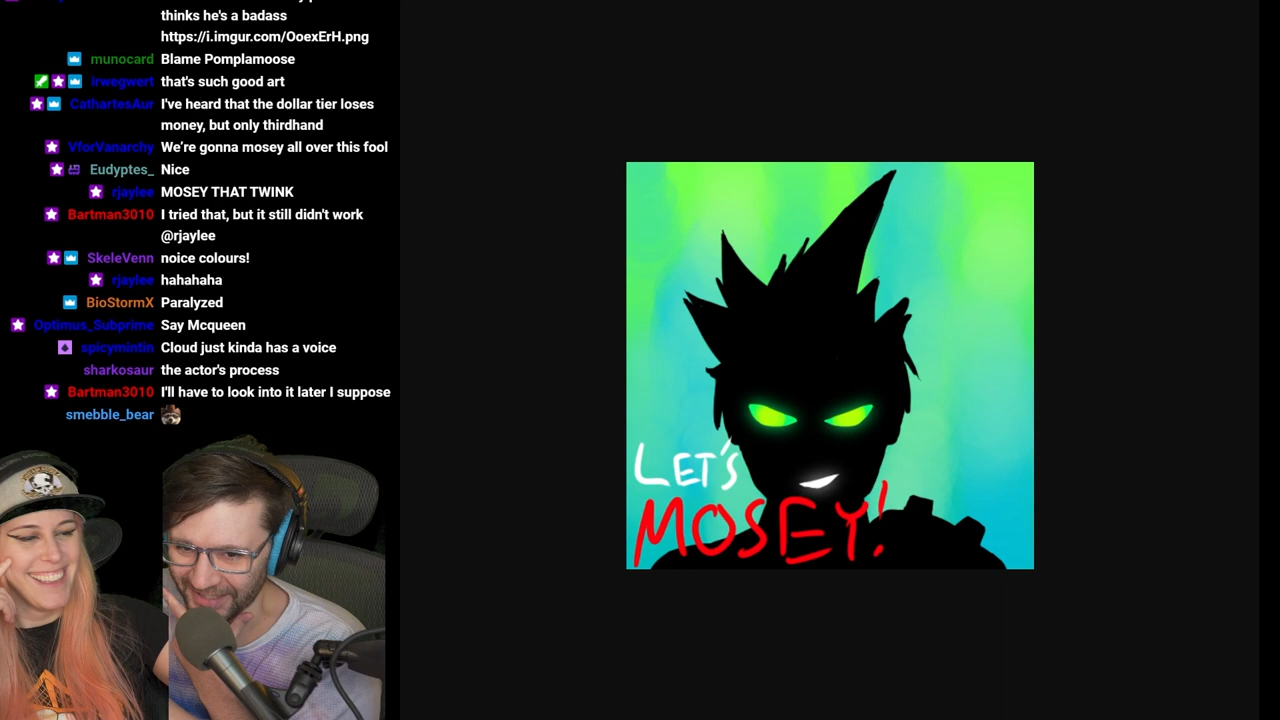 thinks he's a badass
https://i.imgur.com/OoexErH.png
munocard Blame Pomplamoose
irwegwert that's such good art
CathartesAur I've heard that the dollar tier loses
money, but only thirdhand
VforVanarchy We're gonna mosey all over this fool
Eudyptes_ Nice
rjaylee MOSEY THAT TWINK
Bartman3010 I tried that, but it still didn't work
@rjaylee
SkeleVenn noice colours!
rjaylee hahahaha
BioStormX Paralyzed
Optimus_Subprime Say Mcqueen
spicymintin Cloud just kinda has a voice
sharkosaur the actor's process
Bartman3010 I'll have to look into it later I suppose
smebble_bear
LET'S
MOSEY!